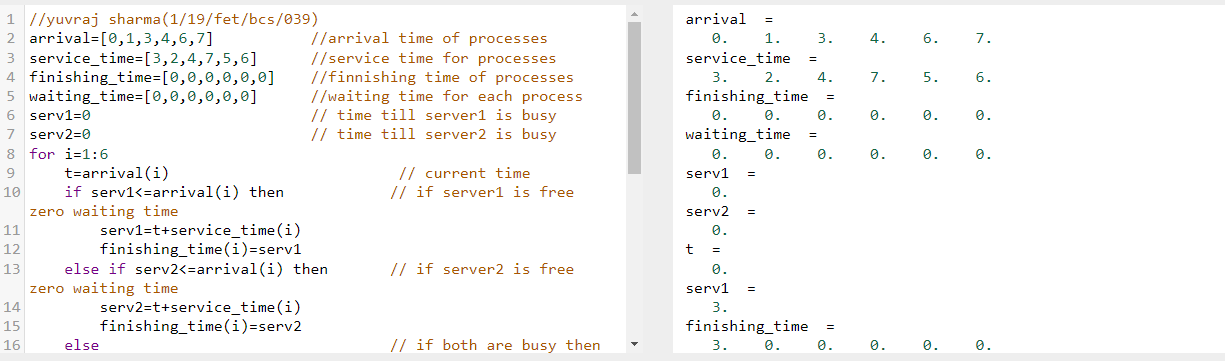 1 //yuvraj sharma(1/19/fet/bcs/039)
2 arrival=[0,1,3,4,6,7] //arrival time of processes
3 service_time=[3,2,4,7,5,6] //service time for processes
4 finishing_time=[0,0,0,0,0,0] //finnishing time of processes
5 waiting_time=[0,0,0,0,0,0] //waiting time for each process
6 serv1=0 // time till server1 is busy
7 serv2=0 // time till server2 is busy
8 for i=1:6
9 t=arrival(i) // current time
10 if serv1<=arrival(i) then // if server1 is free
zero waiting time
11 serv1=t+service_time(i)
12 finishing_time(i)=serv1
13 else if serv2<=arrival(i) then // if server2 is free
zero waiting time
14 serv2=t+service_time(i)
15 finishing_time(i)=serv2
16 else // if both are busy then
arrival =
0. 1. 3. 4. 6. 7.
service_time =
3. 2. 4. 7. 5. 6.
finishing_time =
0. 0. 0. 0. 0. 0.
waiting_time =
0. 0. 0. 0. 0. 0.
serv1 =
0.
serv2 =
0.
t =
0.
serv1 =
3.
finishing_time =
3. 0. 0. 0. 0. 0.